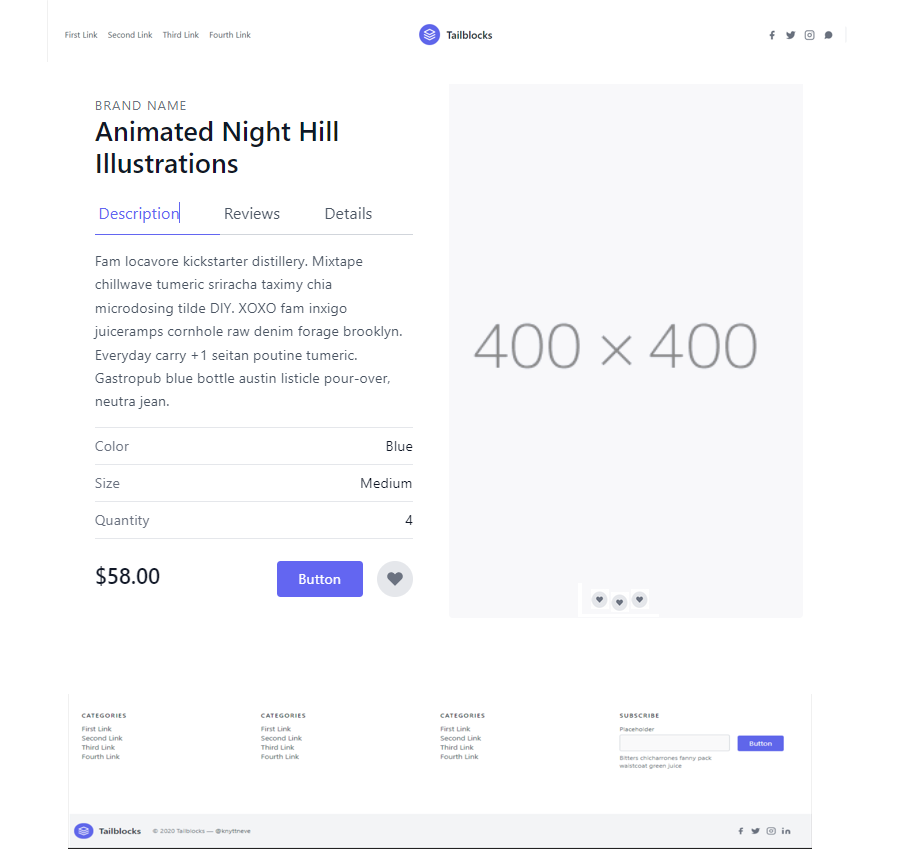 First Link Second Link Third Link Fourth Link
Tailblocks
BRAND NAME
Animated Night Hill
Illustrations
Description Reviews Details
Fam locavore kickstarter distillery. Mixtape
chillwave tumeric sriracha taximy chia
microdosing tilde DIY. XOXO fam inxigo
juiceramps cornhole raw denim forage brooklyn.
Everyday carry +1 seitan poutine tumeric.
Gastropub blue bottle austin listicle pour-over,
neutra jean.
Color Blue
Size Medium
Quantity 4
$58.00 Button
400 × 400
CATEGORIES
First Link
Second Link
Third Link
Fourth Link
CATEGORIES
First Link
Second Link
Third Link
Fourth Link
CATEGORIES
First Link
Second Link
Third Link
Fourth Link
SUBSCRIBE
Placeholder
Button
Bitters chicharrones fanny pack
waistcoat green juice
Tailblocks © 2020 Tailblocks — @knyttneve